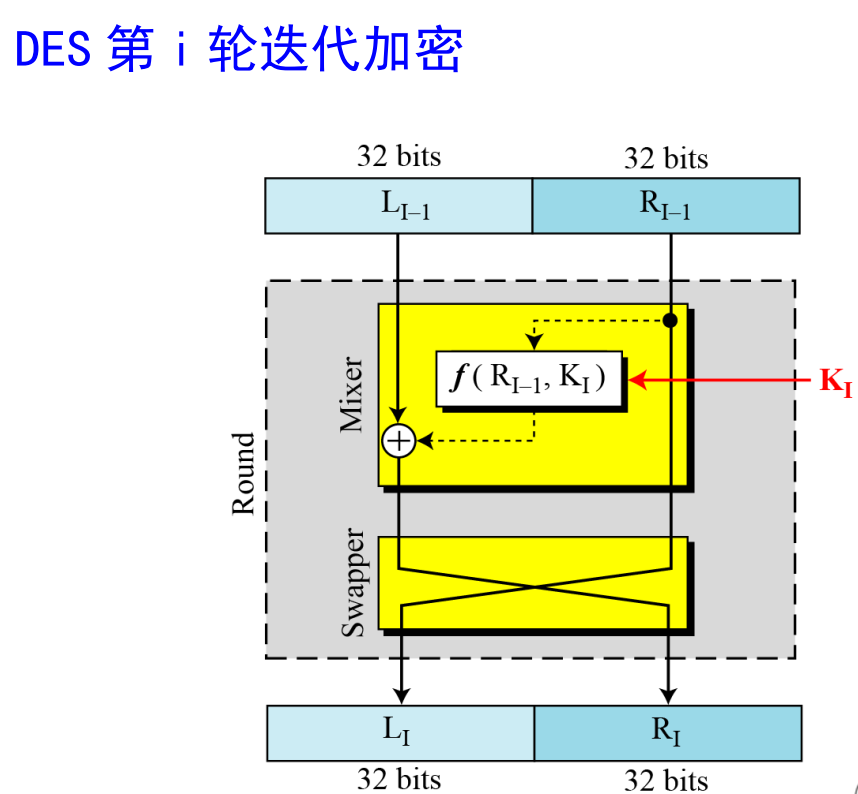 DES 第 i 轮迭代加密
32 bits 32 bits
L_{I–1} R_{I–1}
Round
Mixer
f( R_{I–1}, K_I ) K_I
Swapper
L_I R_I
32 bits 32 bits